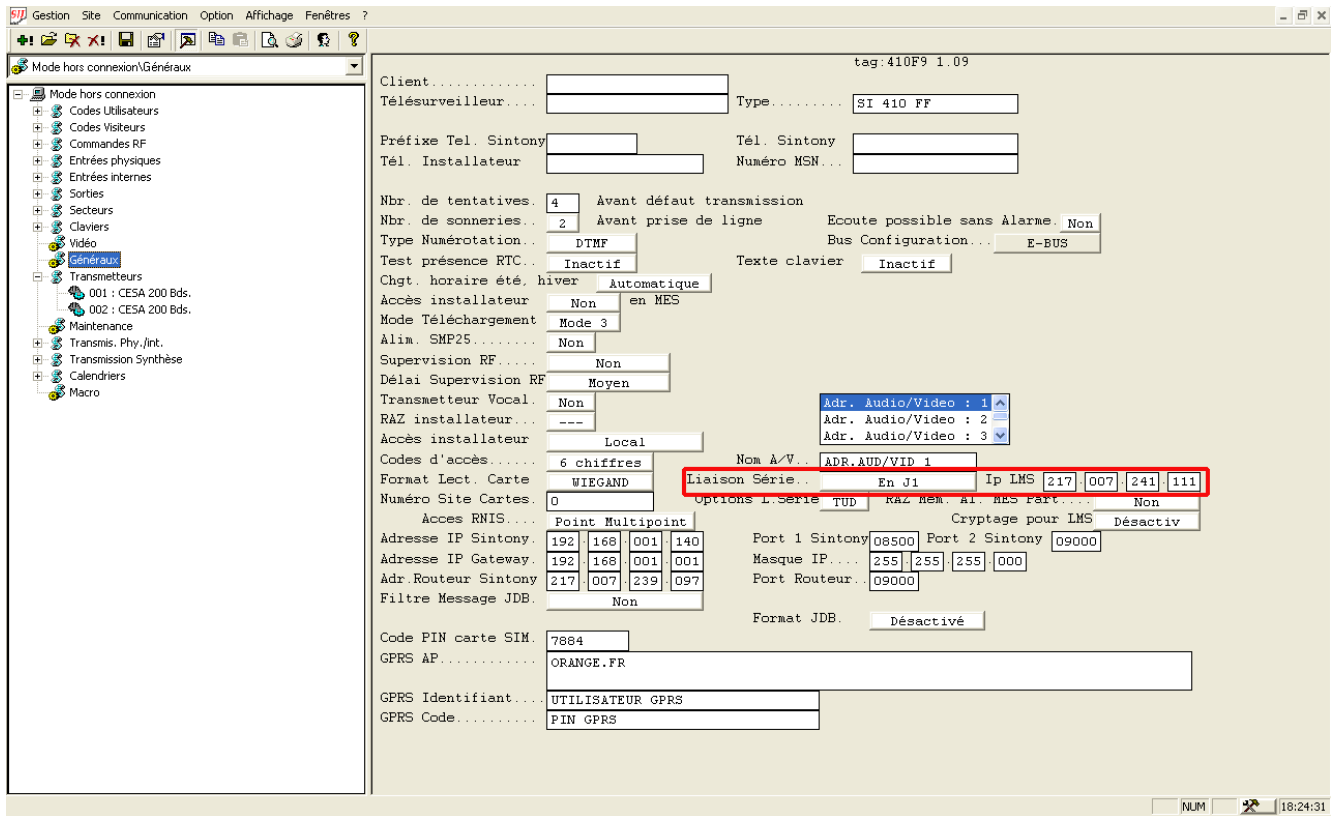 SIJ Gestion Site Communication Option Affichage Fenêtres ?
Mode hors connexion\Généraux
Mode hors connexion
Codes Utilisateurs
Codes Visiteurs
Commandes RF
Entrées physiques
Entrées internes
Sorties
Secteurs
Claviers
Vidéo
Généraux
Transmetteurs
001 : CESA 200 Bds.
002 : CESA 200 Bds.
Maintenance
Transmis. Phy./int.
Transmission Synthèse
Calendriers
Macro
tag:410F9 1.09
Client.............
Télésurveilleur.... Type......... SI 410 FF
Préfixe Tel. Sintony Tél. Sintony
Tél. Installateur Numéro MSN...
Nbr. de tentatives. 4 Avant défaut transmission
Nbr. de sonneries.. 2 Avant prise de ligne Ecoute possible sans Alarme. Non
Type Numérotation.. DTMF Bus Configuration... E-BUS
Test présence RTC.. Inactif Texte clavier Inactif
Chgt. horaire été, hiver Automatique
Accès installateur Non en MES
Mode Téléchargement Mode 3
Alim. SMP25........ Non
Supervision RF..... Non
Délai Supervision RF Moyen
Transmetteur Vocal. Non Adr. Audio/Video : 1
RAZ installateur... --- Adr. Audio/Video : 2
Accès installateur Local Adr. Audio/Video : 3
Codes d'accès...... 6 chiffres Nom A/V.. ADR.AUD/VID 1
Format Lect. Carte WIEGAND Liaison Série.. En J1 Ip LMS 217.007.241.111
Numéro Site Cartes. 0 Options L.Série TUD RAZ Mém. Al. MES Part.... Non
Acces RNIS.... Point Multipoint Cryptage pour LMS Désactiv
Adresse IP Sintony. 192.168.001.140 Port 1 Sintony 08500 Port 2 Sintony 09000
Adresse IP Gateway. 192.168.001.001 Masque IP.... 255.255.255.000
Adr.Routeur Sintony 217.007.239.097 Port Routeur.. 09000
Filtre Message JDB. Non
Format JDB. Désactivé
Code PIN carte SIM. 7884
GPRS AP............ ORANGE.FR
GPRS Identifiant.... UTILISATEUR GPRS
GPRS Code.......... PIN GPRS
NUM 18:24:31